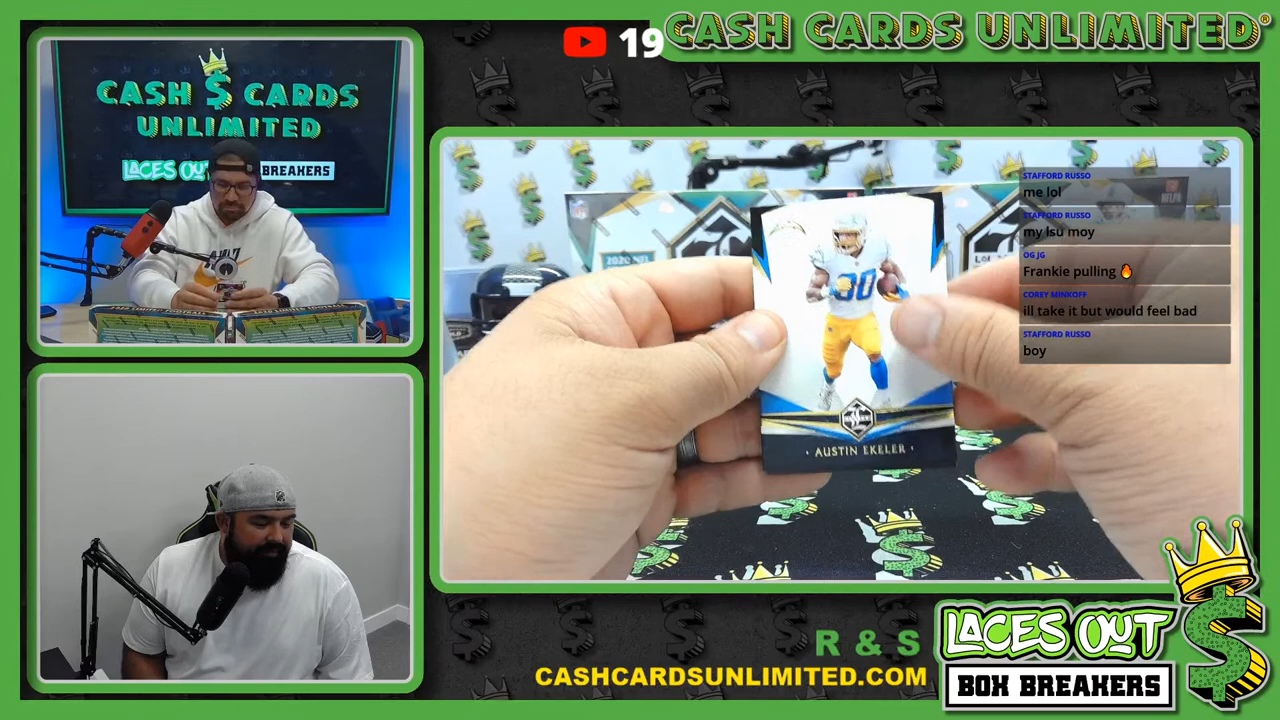 19
CASH CARDS UNLIMITED®
CASH $ CARDS
UNLIMITED
LACES OUT BREAKERS
STAFFORD RUSSO
me lol
STAFFORD RUSSO
my lsu moy
OG JG
Frankie pulling 🔥
COREY MINKOFF
ill take it but would feel bad
STAFFORD RUSSO
boy
2020 NFL
NFLPA
80
AUSTIN EKELER
R & S
CASHCARDSUNLIMITED.COM
LACES OUT
BOX BREAKERS